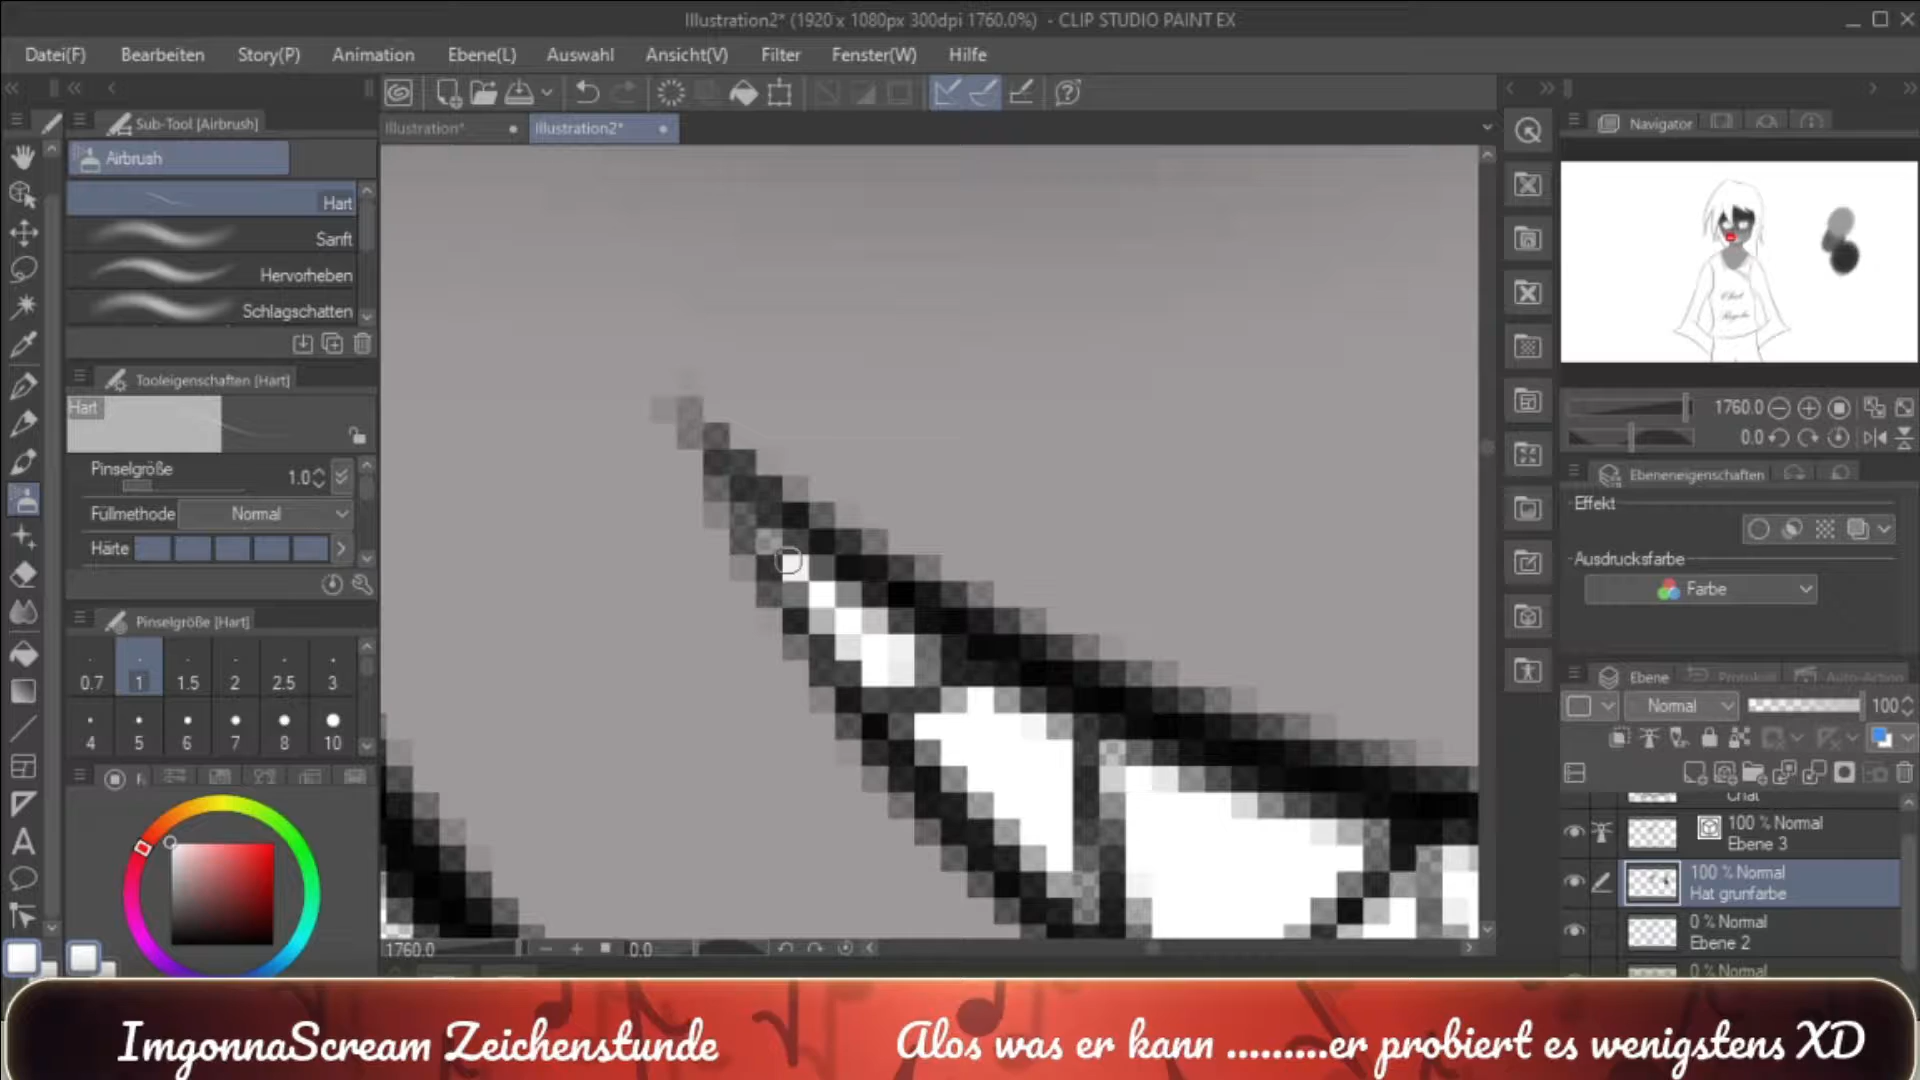 Illustration2* (1920 x 1080px 300dpi 1760.0%) - CLIP STUDIO PAINT EX
Datei(F) Bearbeiten Story(P) Animation Ebene(L) Auswahl Ansicht(V) Filter Fenster(W) Hilfe
Sub-Tool [Airbrush]
Illustration* Illustration2*
Navigator
Airbrush
Hart
Sanft
Hervorheben
Schlagschatten
Tooleigenschaften [Hart]
Hart
Pinselgröße 1.0
Füllmethode Normal
Härte
Pinselgröße [Hart]
0.7 1 1.5 2 2.5 3
4 5 6 7 8 10
1760.0
0.0
Ebeneneigenschaften
Effekt
Ausdrucksfarbe
Farbe
Ebene Protokoll Auto-Action
Normal 100
Chat
100 % Normal
Ebene 3
100 % Normal
Hat grunfarbe
0 % Normal
Ebene 2
0 % Normal
1760.0 0.0
ImgonnaScream Zeichenstunde Alos was er kann .........er probiert es wenigstens XD